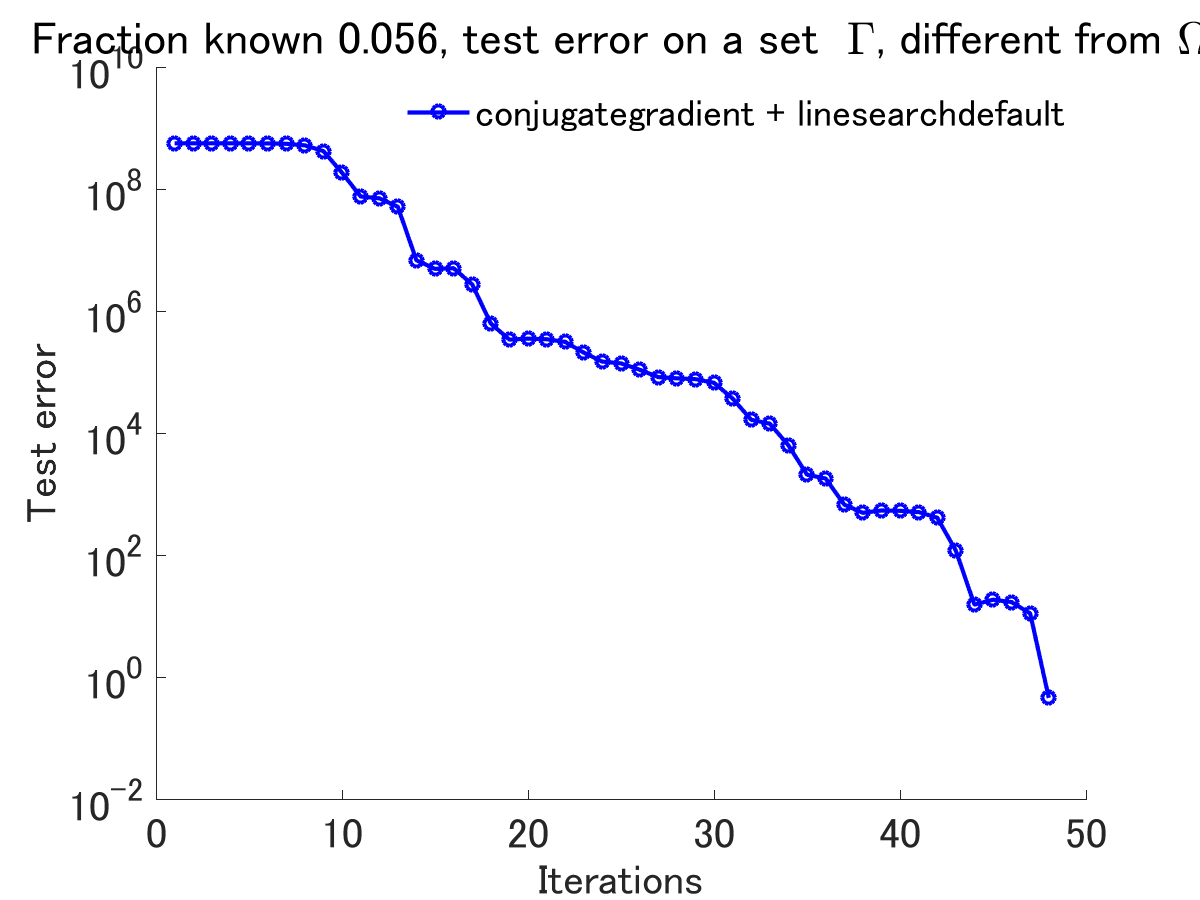 Fraction known 0.056, test error on a set Γ, different from Ω
10^10
conjugategradient + linesearchdefault
10^8
10^6
10^4
10^2
10^0
10^-2
Test error
0 10 20 30 40 50
Iterations